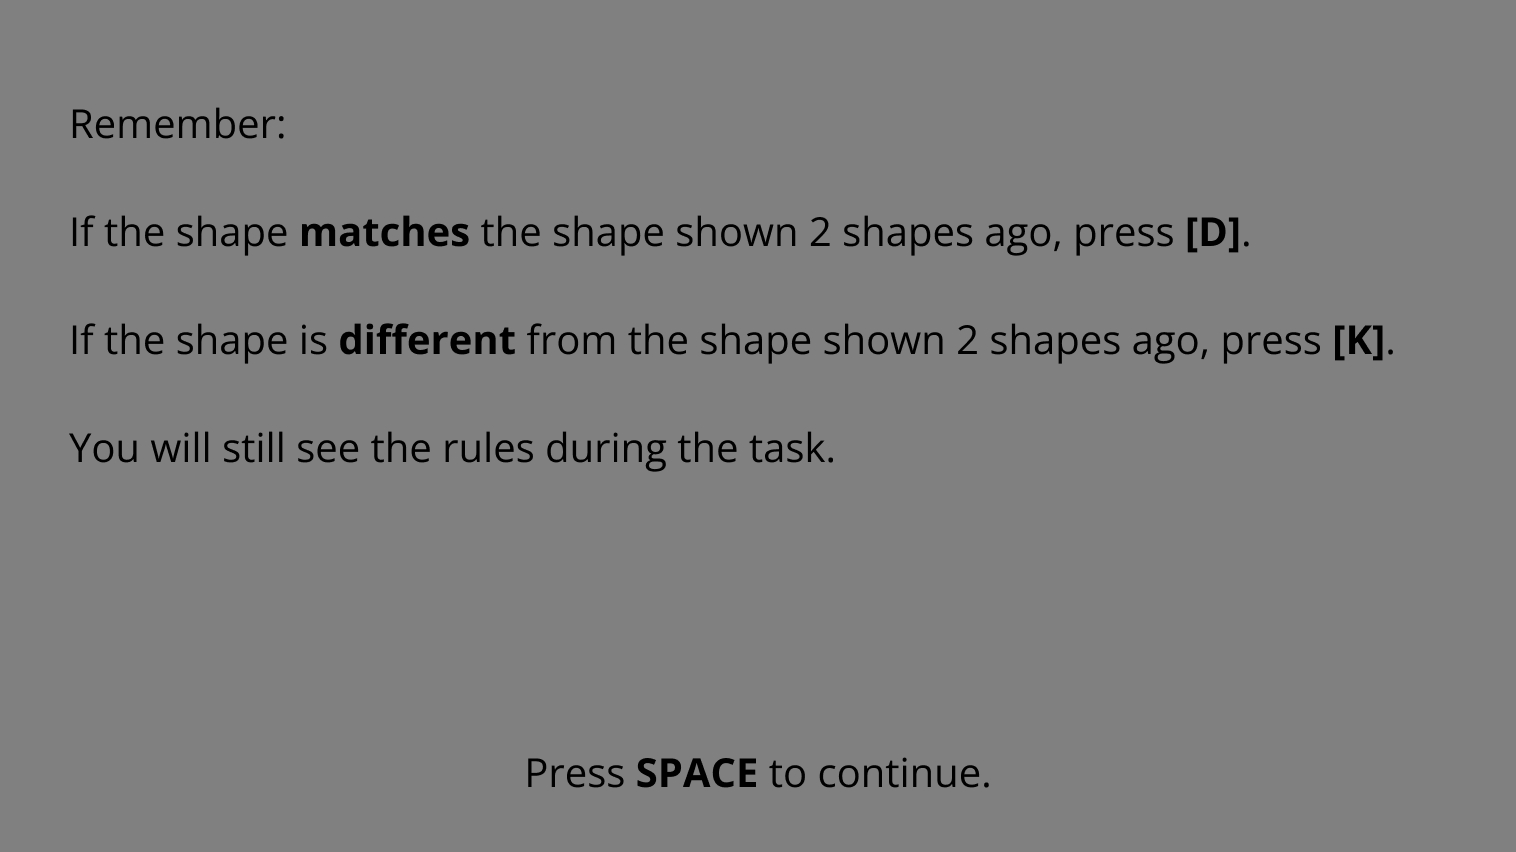 Remember:
If the shape matches the shape shown 2 shapes ago, press [D].
If the shape is different from the shape shown 2 shapes ago, press [K].
You will still see the rules during the task.
Press SPACE to continue.